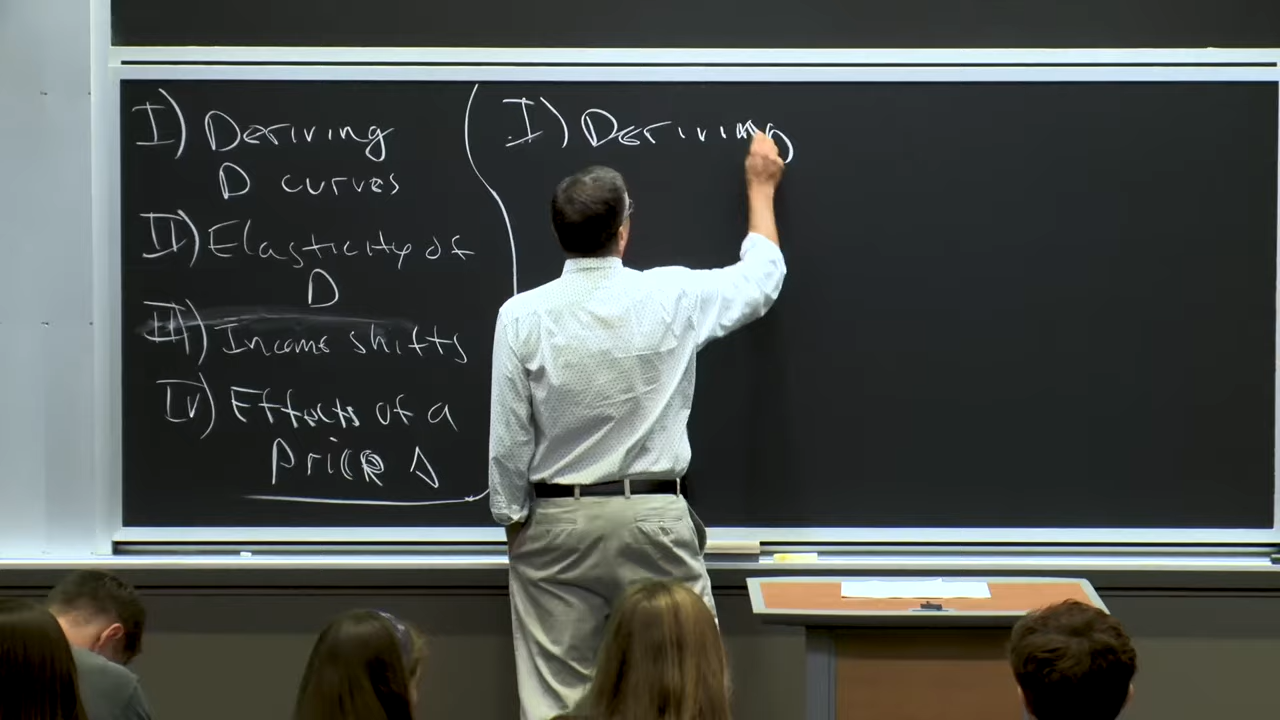 I) Deriving
D curves
II) Elasticity of
D
III) Income shifts
IV) Effects of a
Price Δ
I) Deriving